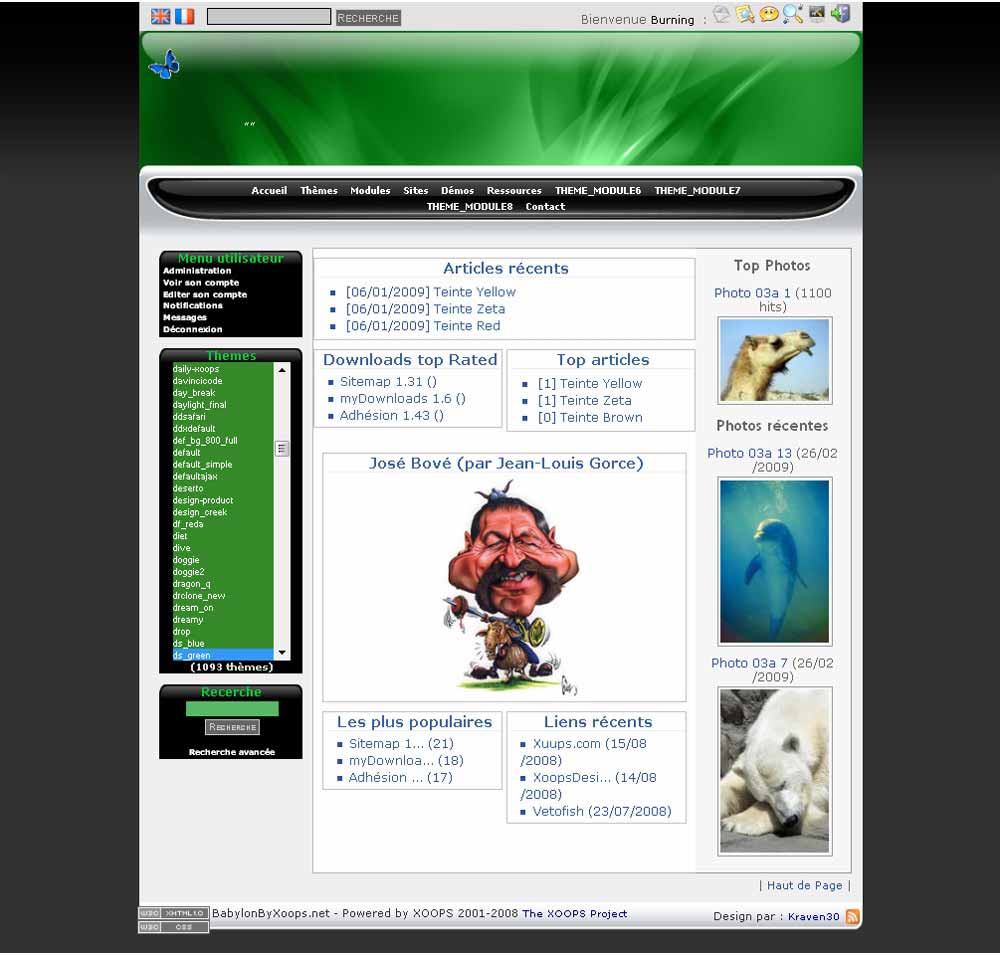 RECHERCHE
Bienvenue Burning :
“”
Accueil Thèmes Modules Sites Démos Ressources THEME_MODULE6 THEME_MODULE7
THEME_MODULE8 Contact
Menu utilisateur
Administration
Voir son compte
Editer son compte
Notifications
Messages
Déconnexion
Themes
daily-xoops
davincicode
day_break
daylight_final
ddsafari
ddxdefault
def_bg_800_full
default
default_simple
defaultajax
deserto
design-product
design_creek
df_reda
diet
dive
doggie
doggie2
dragon_q
drclone_new
dream_on
dreamy
drop
ds_blue
ds_green
(1093 thèmes)
Recerche
RECHERCHE
Recherche avancée
Articles récents
[06/01/2009] Teinte Yellow
[06/01/2009] Teinte Zeta
[06/01/2009] Teinte Red
Downloads top Rated
Sitemap 1.31 ()
myDownloads 1.6 ()
Adhésion 1.43 ()
Top articles
[1] Teinte Yellow
[1] Teinte Zeta
[0] Teinte Brown
José Bové (par Jean-Louis Gorce)
Les plus populaires
Sitemap 1... (21)
myDownloa... (18)
Adhésion ... (17)
Liens récents
Xuups.com (15/08
/2008)
XoopsDesi... (14/08
/2008)
Vetofish (23/07/2008)
Top Photos
Photo 03a 1 (1100
hits)
Photos récentes
Photo 03a 13 (26/02
/2009)
Photo 03a 7 (26/02
/2009)
| Haut de Page |
W3C XHTML 1.0
W3C CSS
BabylonByXoops.net - Powered by XOOPS 2001-2008 The XOOPS Project
Design par : Kraven30